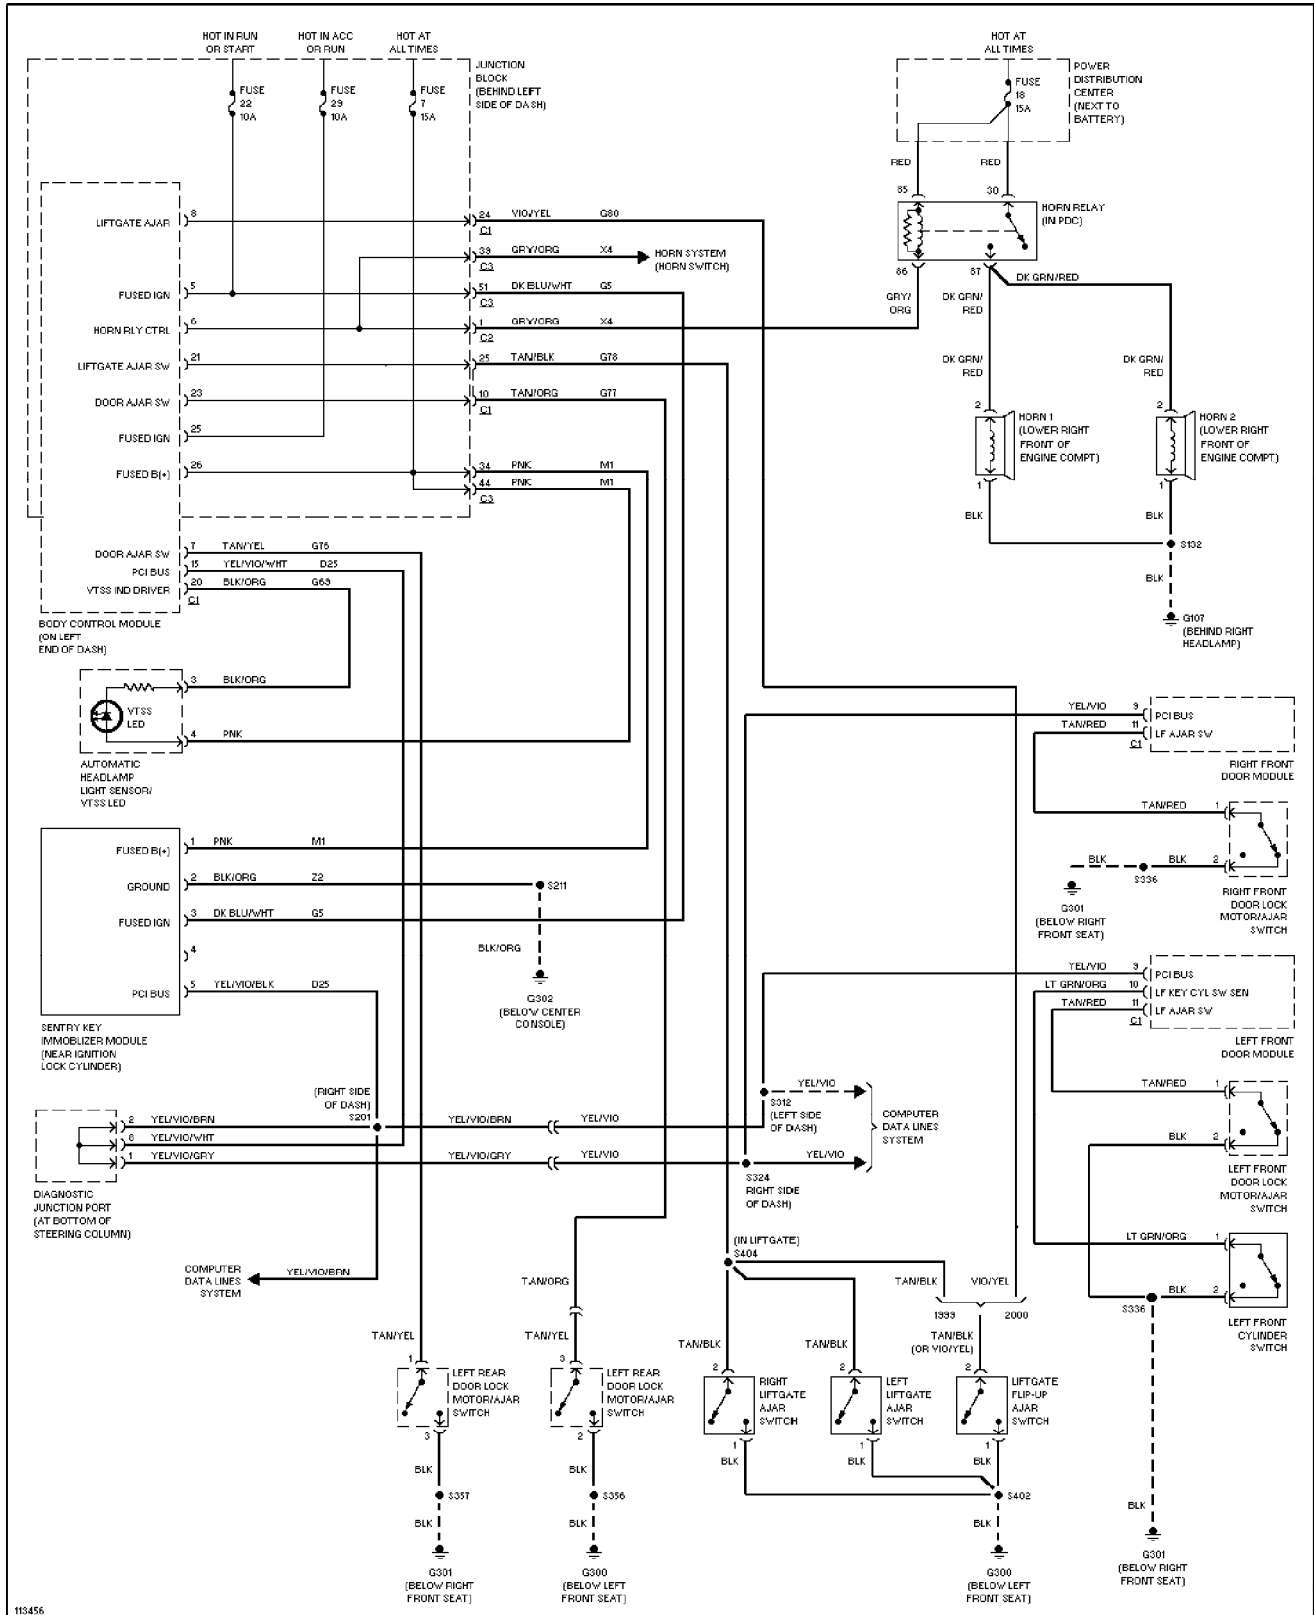 HOT IN RUN
OR START
HOT IN ACC
OR RUN
HOT AT
ALL TIMES
HOT AT
ALL TIMES
JUNCTION
BLOCK
(BEHIND LEFT
SIDE OF DASH)
FUSE
22
10A
FUSE
29
10A
FUSE
7
15A
FUSE
18
15A
POWER
DISTRIBUTION
CENTER
(NEXT TO
BATTERY)
RED
RED
85
30
HORN RELAY
(IN PDC)
86
87
DK GRN/RED
GRY/
ORG
DK GRN/
RED
DK GRN/
RED
DK GRN/
RED
LIFTGATE AJAR
8
24
VIO/YEL
G80
C1
39
GRY/ORG
X4
C3
HORN SYSTEM
(HORN SWITCH)
FUSED IGN
5
51
DK BLU/WHT
G5
C3
HORN RLY CTRL
6
1
GRY/ORG
X4
C2
LIFTGATE AJAR SW
21
25
TAN/BLK
G78
DOOR AJAR SW
23
10
TAN/ORG
G77
C1
FUSED IGN
25
FUSED B(+)
26
34
PNK
M1
44
PNK
M1
C3
2
HORN 1
(LOWER RIGHT
FRONT OF
ENGINE COMPT)
1
BLK
2
HORN 2
(LOWER RIGHT
FRONT OF
ENGINE COMPT)
1
BLK
S132
BLK
G107
(BEHIND RIGHT
HEADLAMP)
DOOR AJAR SW
7
TAN/YEL
G76
PCI BUS
15
YEL/VIO/WHT
D25
VTSS IND DRIVER
20
BLK/ORG
G69
C1
BODY CONTROL MODULE
(ON LEFT
END OF DASH)
3
BLK/ORG
VTSS
LED
4
PNK
AUTOMATIC
HEADLAMP
LIGHT SENSOR/
VTSS LED
YEL/VIO
9
PCI BUS
TAN/RED
11
LF AJAR SW
C1
RIGHT FRONT
DOOR MODULE
TAN/RED
1
BLK
BLK
2
S336
G301
(BELOW RIGHT
FRONT SEAT)
RIGHT FRONT
DOOR LOCK
MOTOR/AJAR
SWITCH
FUSED B(+)
1
PNK
M1
GROUND
2
BLK/ORG
Z2
S211
FUSED IGN
3
DK BLU/WHT
G5
BLK/ORG
4
PCI BUS
5
YEL/VIO/BLK
D25
G302
(BELOW CENTER
CONSOLE)
SENTRY KEY
IMMOBLIZER MODULE
(NEAR IGNITION
LOCK CYLINDER)
YEL/VIO
9
PCI BUS
LT GRN/ORG
10
LF KEY CYL SW SEN
TAN/RED
11
LF AJAR SW
C1
LEFT FRONT
DOOR MODULE
TAN/RED
1
BLK
2
LEFT FRONT
DOOR LOCK
MOTOR/AJAR
SWITCH
(RIGHT SIDE
OF DASH)
S201
YEL/VIO
S312
(LEFT SIDE
OF DASH)
COMPUTER
DATA LINES
SYSTEM
2
YEL/VIO/BRN
YEL/VIO/BRN
YEL/VIO
6
YEL/VIO/WHT
1
YEL/VIO/GRY
YEL/VIO/GRY
YEL/VIO
YEL/VIO
S324
RIGHT SIDE
OF DASH)
DIAGNOSTIC
JUNCTION PORT
(AT BOTTOM OF
STEERING COLUMN)
COMPUTER
DATA LINES
SYSTEM
YEL/VIO/BRN
(IN LIFTGATE)
S404
TAN/ORG
TAN/BLK
VIO/YEL
1999
2000
LT GRN/ORG
1
BLK
2
S336
LEFT FRONT
CYLINDER
SWITCH
TAN/YEL
TAN/YEL
TAN/BLK
TAN/BLK
TAN/BLK
(OR VIO/YEL)
1
LEFT REAR
DOOR LOCK
MOTOR/AJAR
SWITCH
3
BLK
S357
BLK
G301
(BELOW RIGHT
FRONT SEAT)
3
LEFT REAR
DOOR LOCK
MOTOR/AJAR
SWITCH
2
BLK
S356
BLK
G300
(BELOW LEFT
FRONT SEAT)
2
RIGHT
LIFTGATE
AJAR
SWITCH
1
BLK
2
LEFT
LIFTGATE
AJAR
SWITCH
1
BLK
2
LIFTGATE
FLIP-UP
AJAR
SWITCH
1
BLK
S402
BLK
G300
(BELOW LEFT
FRONT SEAT)
BLK
G301
(BELOW RIGHT
FRONT SEAT)
113456